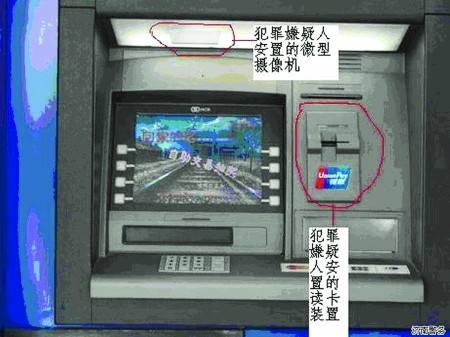 犯罪嫌疑人
安置的微型
摄像机
NCR
UnionPay
银联
犯罪
嫌疑
人安
置的
读卡
装置